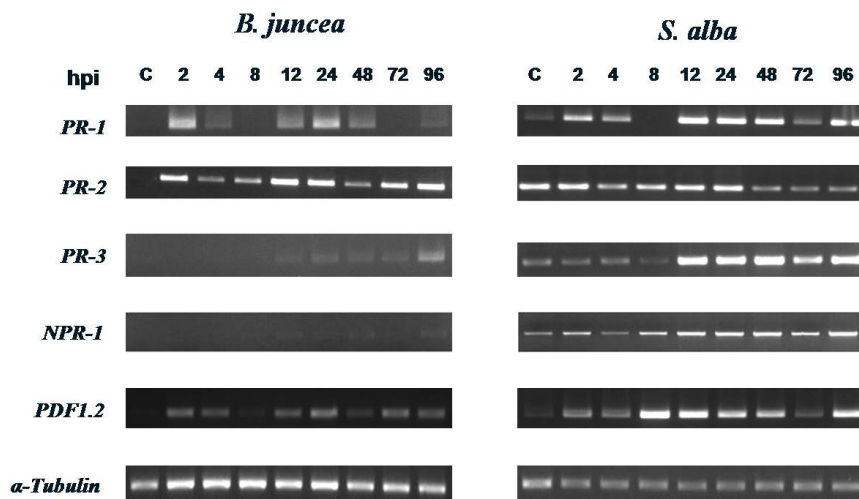 B. juncea S. alba
hpi C 2 4 8 12 24 48 72 96 C 2 4 8 12 24 48 72 96
PR-1
PR-2
PR-3
NPR-1
PDF1.2
α-Tubulin